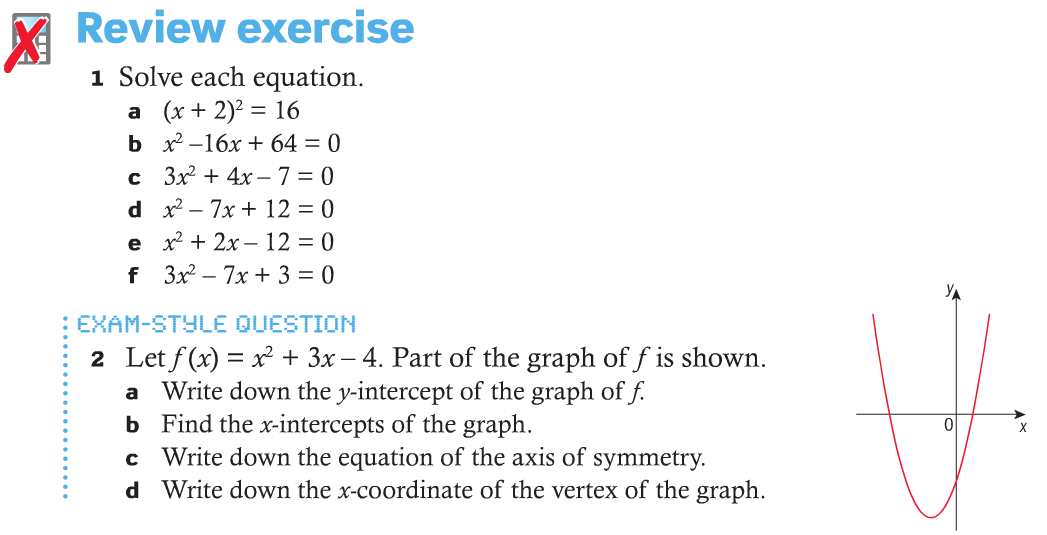 Review exercise
1 Solve each equation.
a (x + 2)² = 16
b x² –16x + 64 = 0
c 3x² + 4x – 7 = 0
d x² – 7x + 12 = 0
e x² + 2x – 12 = 0
f 3x² – 7x + 3 = 0
EXAM-STYLE QUESTION
2 Let f (x) = x² + 3x – 4. Part of the graph of f is shown.
a Write down the y-intercept of the graph of f.
b Find the x-intercepts of the graph.
c Write down the equation of the axis of symmetry.
d Write down the x-coordinate of the vertex of the graph.
y
0
x